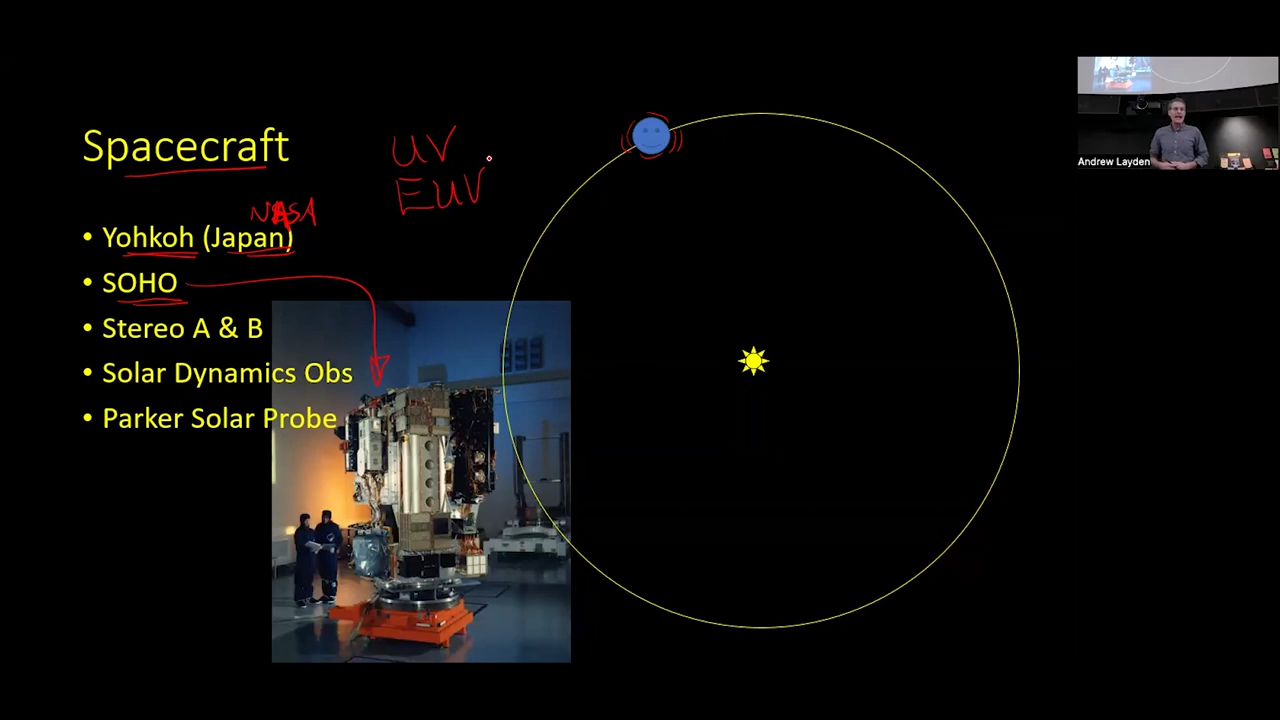 Spacecraft
UV
EUV
NASA
• Yohkoh (Japan)
• SOHO
• Stereo A & B
• Solar Dynamics Obs
• Parker Solar Probe
Andrew Layden